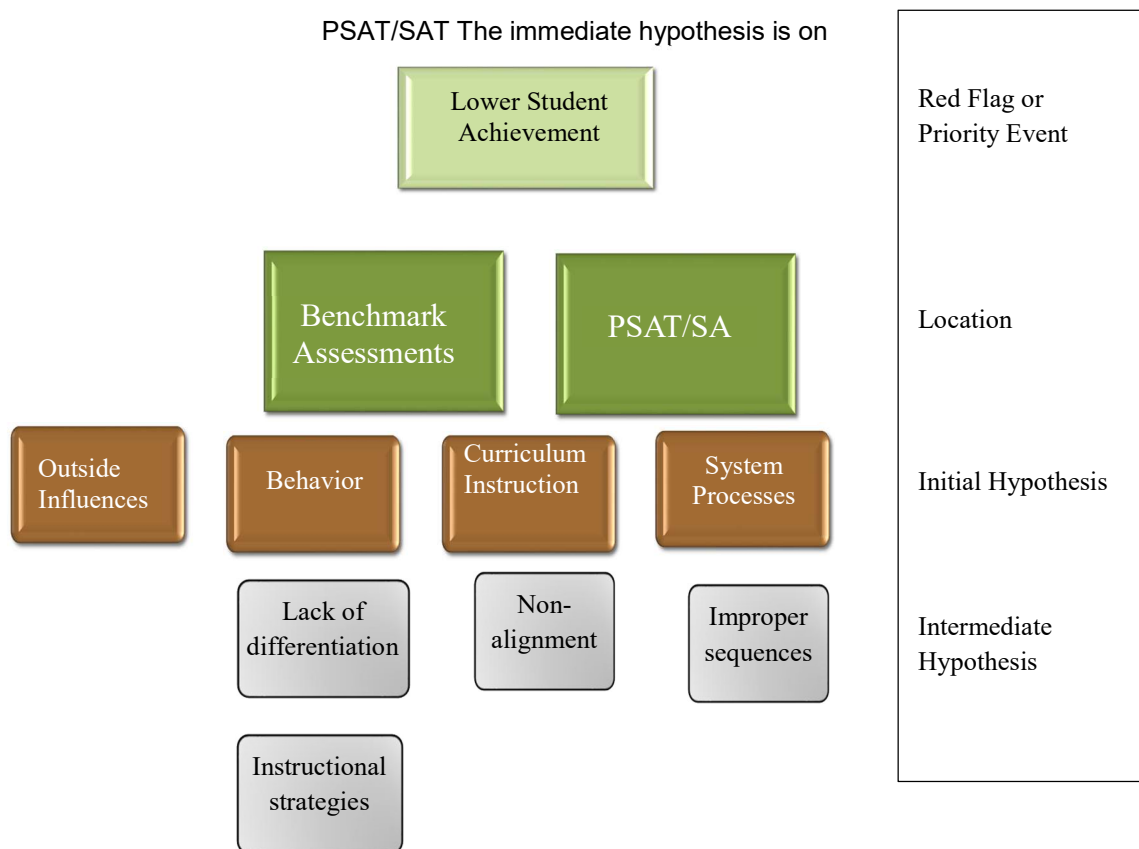 PSAT/SAT The immediate hypothesis is on
Lower Student
Achievement
Red Flag or
Priority Event
Benchmark
Assessments
PSAT/SA
Location
Outside
Influences
Behavior
Curriculum
Instruction
System
Processes
Initial Hypothesis
Lack of
differentiation
Non-
alignment
Improper
sequences
Intermediate
Hypothesis
Instructional
strategies